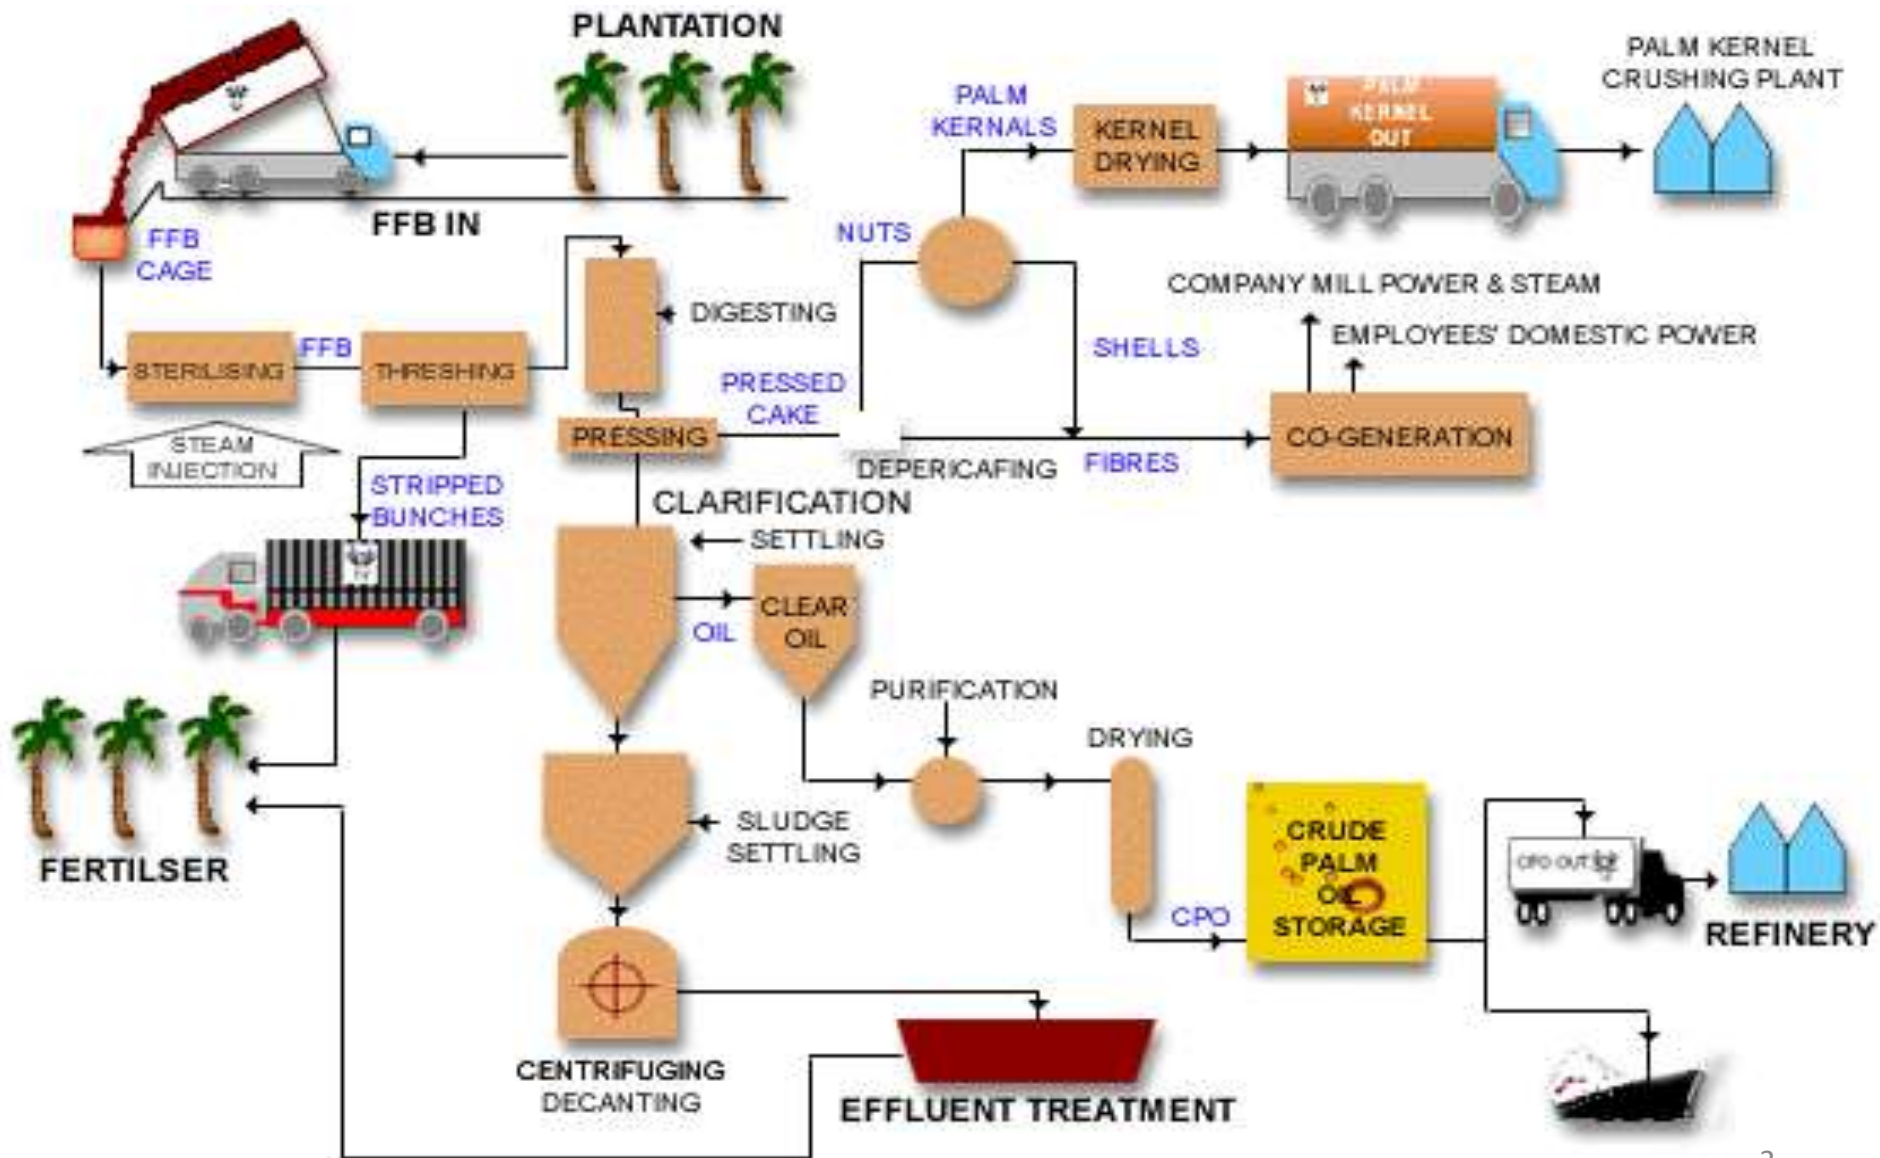 PLANTATION
FFB IN
FFB
CAGE
STERILISING
FFB
THRESHING
STEAM
INJECTION
STRIPPED
BUNCHES
DIGESTING
PRESSING
PRESSED
CAKE
DEPERICAFING
FIBRES
NUTS
PALM
KERNALS
KERNEL
DRYING
PALM
KERNEL
OUT
PALM KERNEL
CRUSHING PLANT
SHELLS
COMPANY MILL POWER & STEAM
EMPLOYEES' DOMESTIC POWER
CO-GENERATION
CLARIFICATION
SETTLING
OIL
CLEAR
OIL
PURIFICATION
DRYING
SLUDGE
SETTLING
CENTRIFUGING
DECANTING
EFFLUENT TREATMENT
FERTILSER
CPO
CRUDE
PALM
OIL
STORAGE
CPO OUT
REFINERY